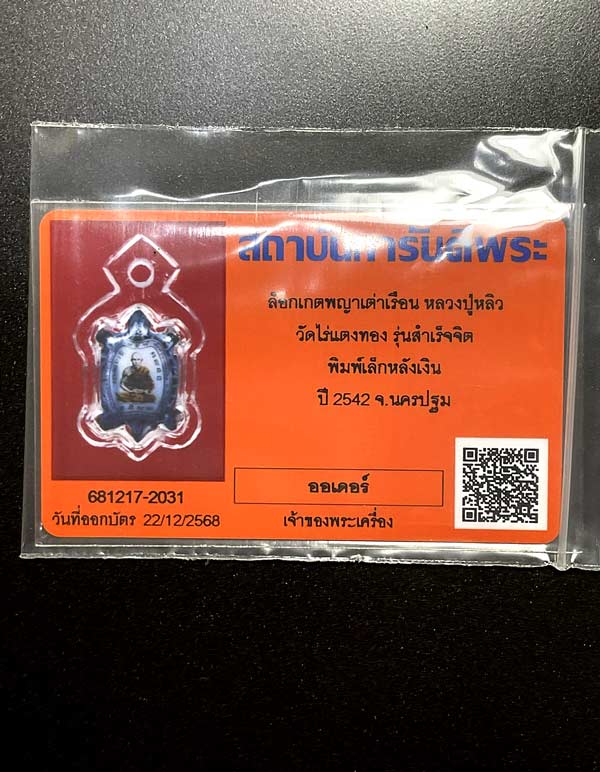 สถาบันการันตีพระ
ล็อกเกตพญาเต่าเรือน หลวงปู่หลิว
วัดไร่แตงทอง รุ่นสำเร็จจิต
พิมพ์เล็กหลังเงิน
ปี 2542 จ.นครปฐม
ออเดอร์
เจ้าของพระเครื่อง
681217-2031
วันที่ออกบัตร 22/12/2568